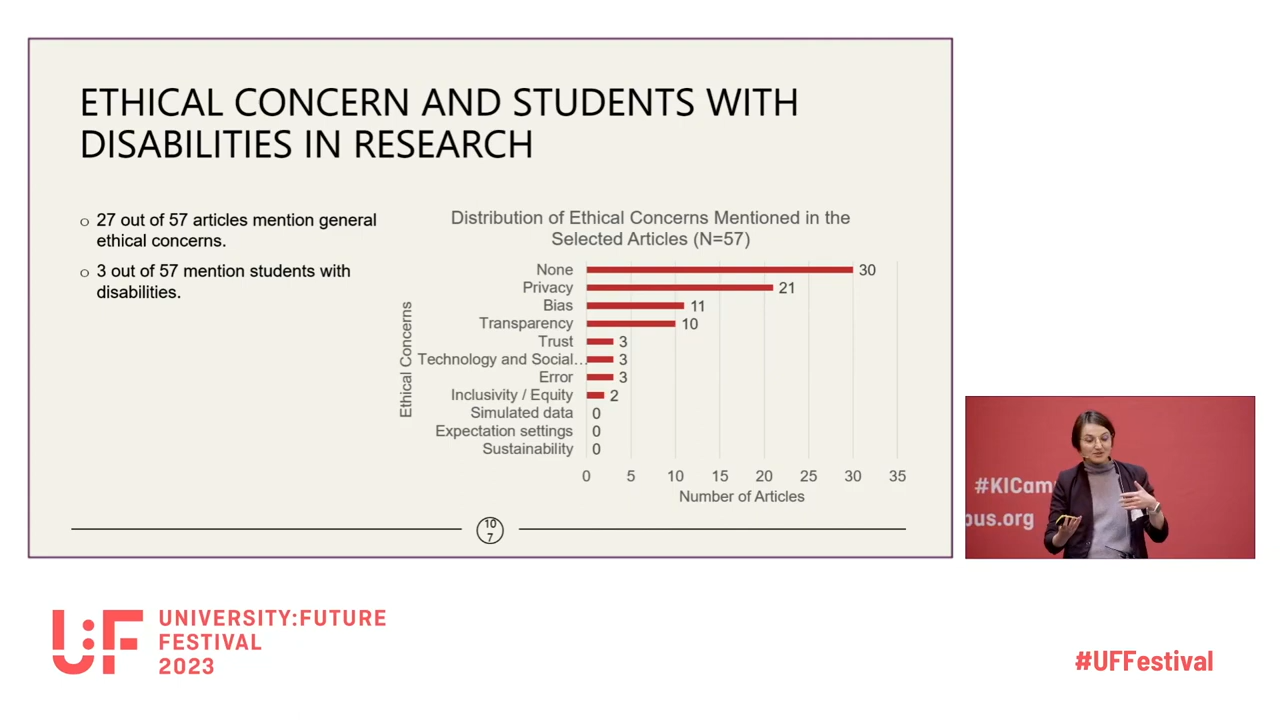 ETHICAL CONCERN AND STUDENTS WITH
DISABILITIES IN RESEARCH
o 27 out of 57 articles mention general
ethical concerns.
o 3 out of 57 mention students with
disabilities.
Distribution of Ethical Concerns Mentioned in the
Selected Articles (N=57)
Ethical Concerns
None 30
Privacy 21
Bias 11
Transparency 10
Trust 3
Technology and Social… 3
Error 3
Inclusivity / Equity 2
Simulated data 0
Expectation settings 0
Sustainability 0
0 5 10 15 20 25 30 35
Number of Articles
10
7
#KICam
pus.org
U:F
UNIVERSITY:FUTURE
FESTIVAL
2023
#UFFestival